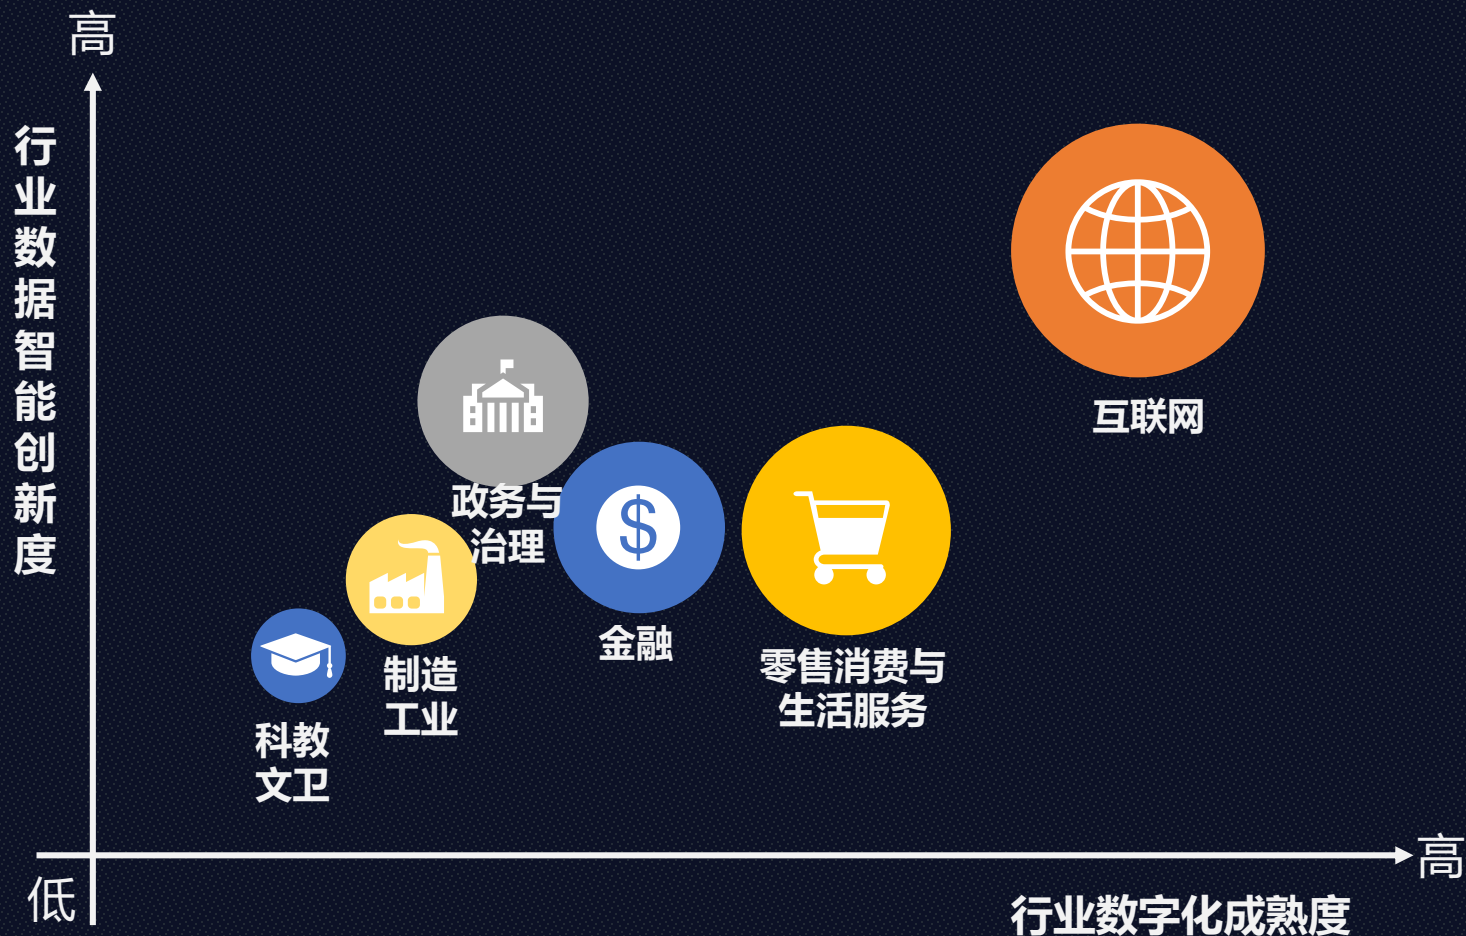 高
行业数据智能创新度
互联网
政务与
治理
金融
零售消费与
生活服务
制造
工业
科教
文卫
高
低
行业数字化成熟度